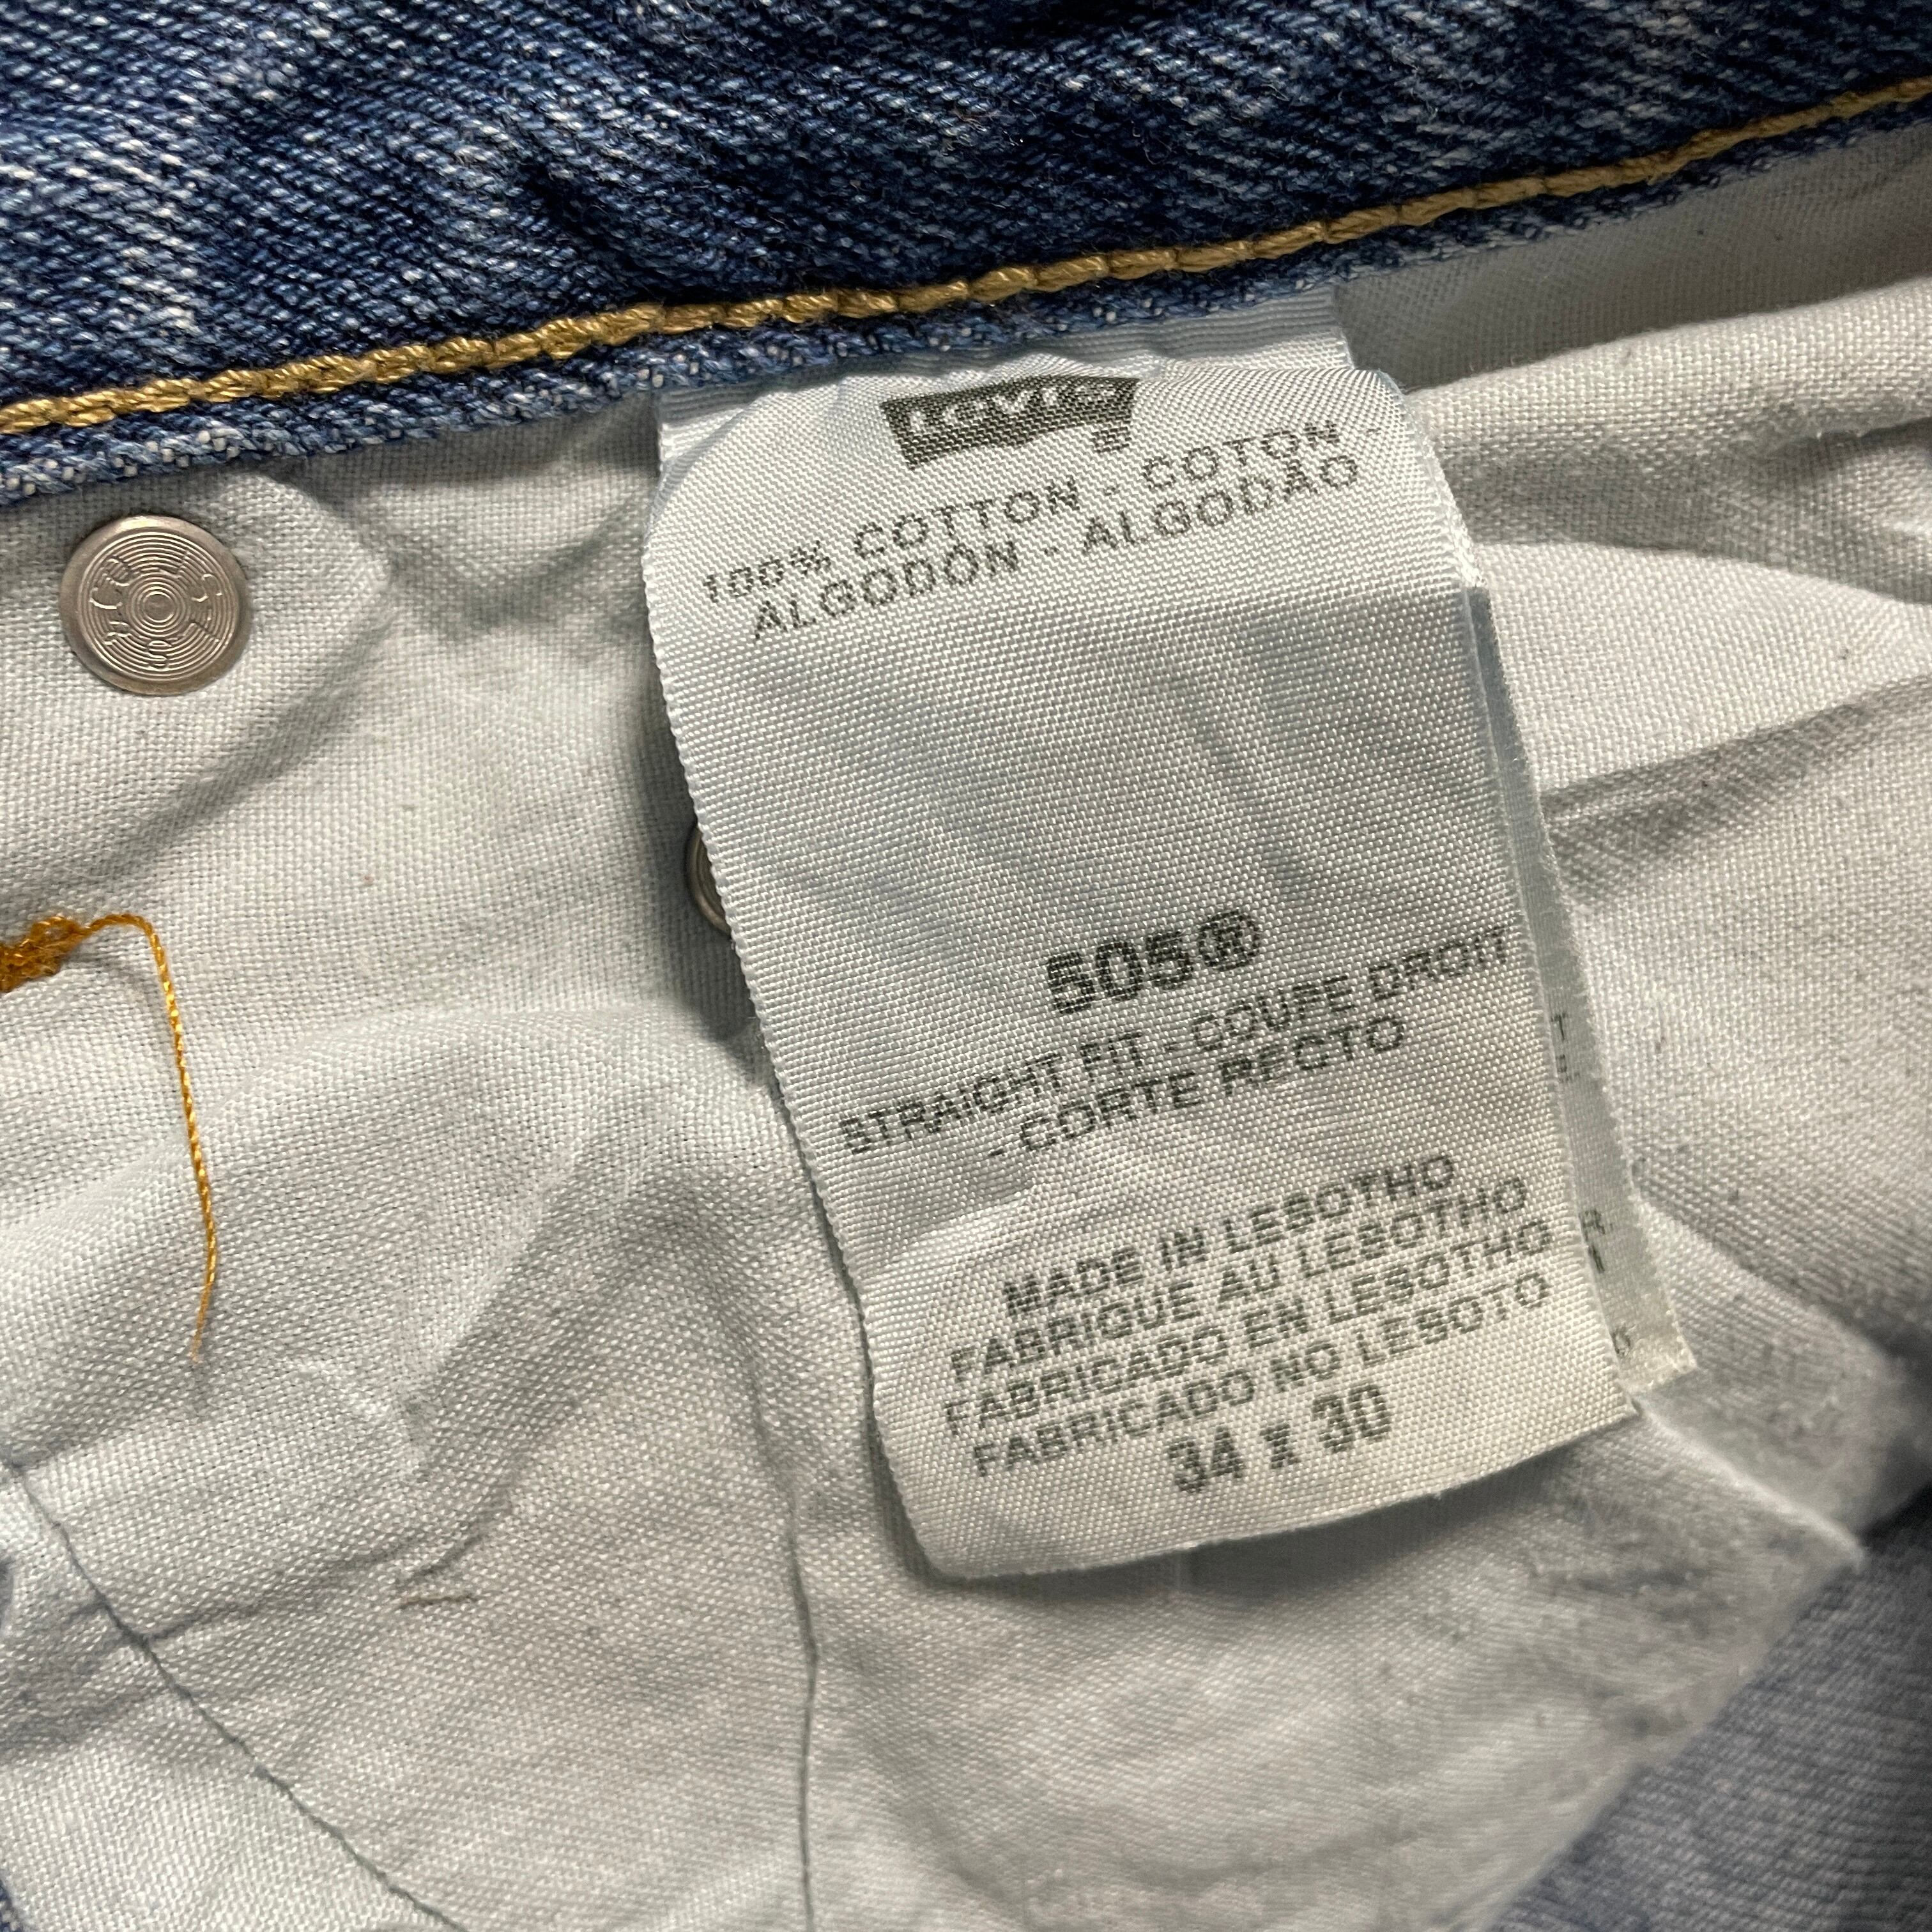 Levi's
100% COTTON - COTON -
ALGODÓN - ALGODÃO
505®
STRAIGHT FIT - COUPE DROIT
- CORTE RECTO
MADE IN LESOTHO
FABRIQUE AU LESOTHO
FABRICADO EN LESOTHO
FABRICADO NO LESOTO
34 x 30